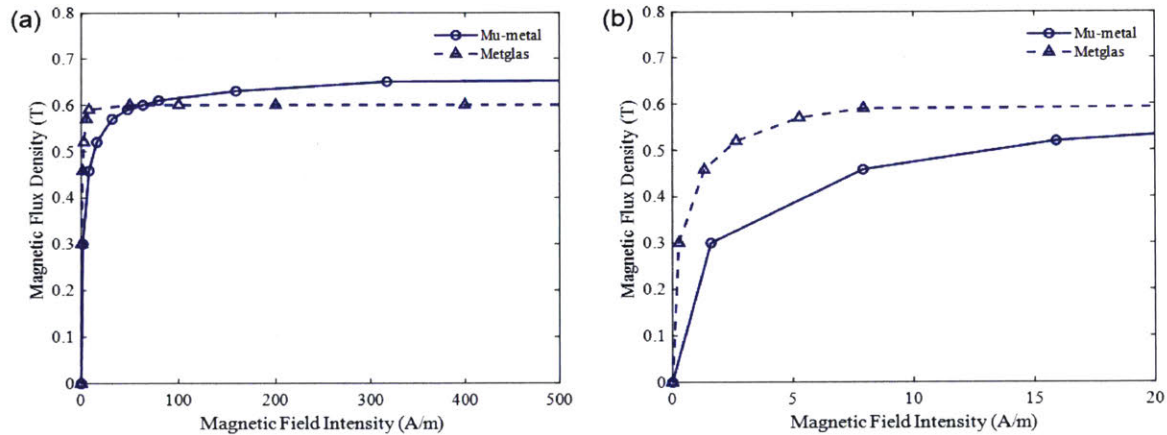 (a)
0.8
0.7
0.6
0.5
0.4
0.3
0.2
0.1
0
Magnetic Flux Density (T)
Mu-metal
Metglas
0 100 200 300 400 500
Magnetic Field Intensity (A/m)
(b)
0.8
0.7
0.6
0.5
0.4
0.3
0.2
0.1
0
Magnetic Flux Density (T)
Mu-metal
Metglas
0 5 10 15 20
Magnetic Field Intensity (A/m)